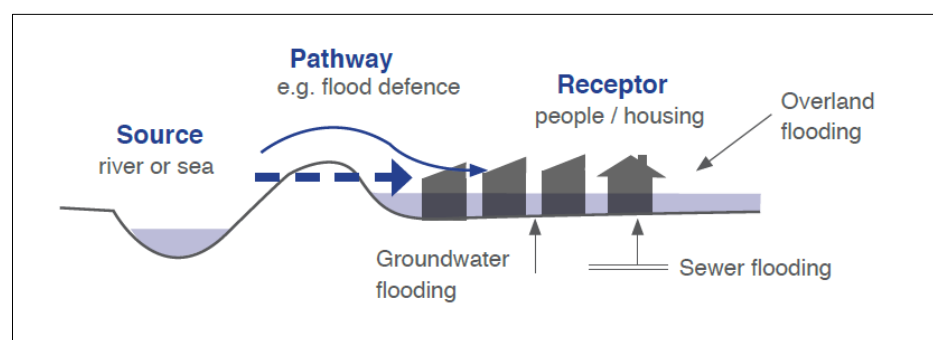 Pathway
e.g. flood defence
Receptor
people / housing
Overland
flooding
Source
river or sea
Groundwater
flooding
Sewer flooding